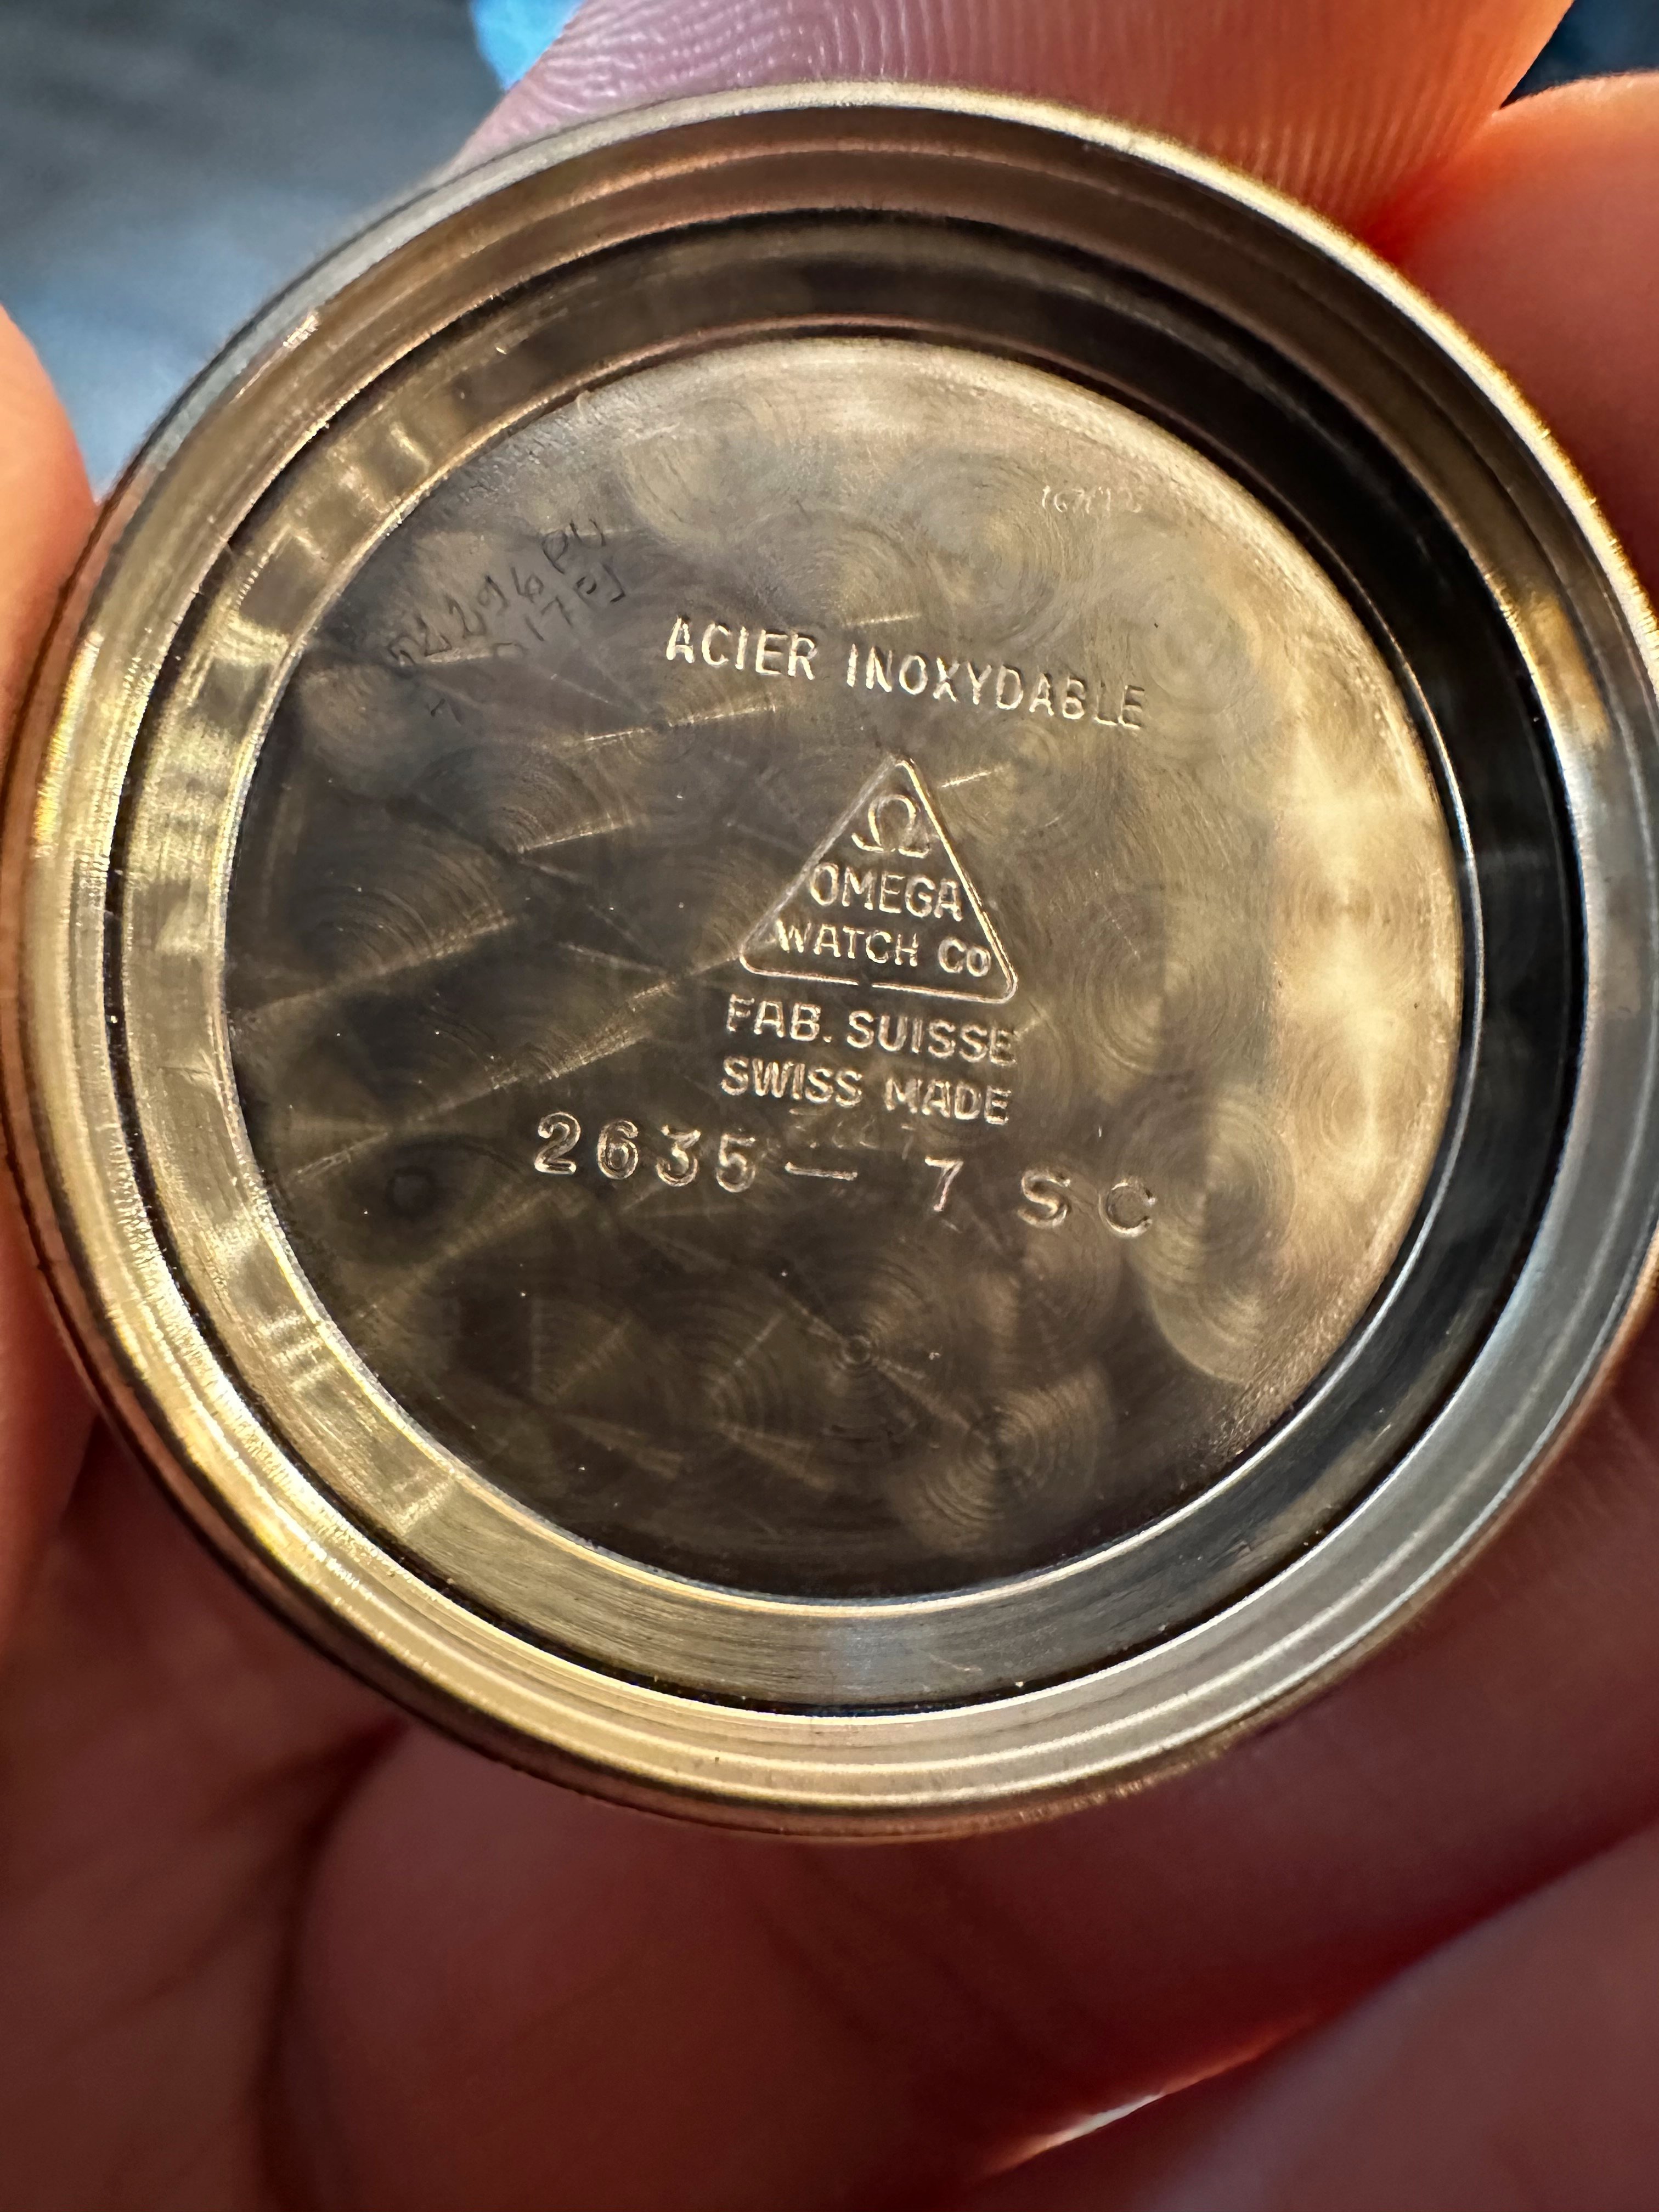 ACIER INOXYDABLE
Ω
OMEGA
WATCH Co
FAB. SUISSE
SWISS MADE
2635 — 7 SC